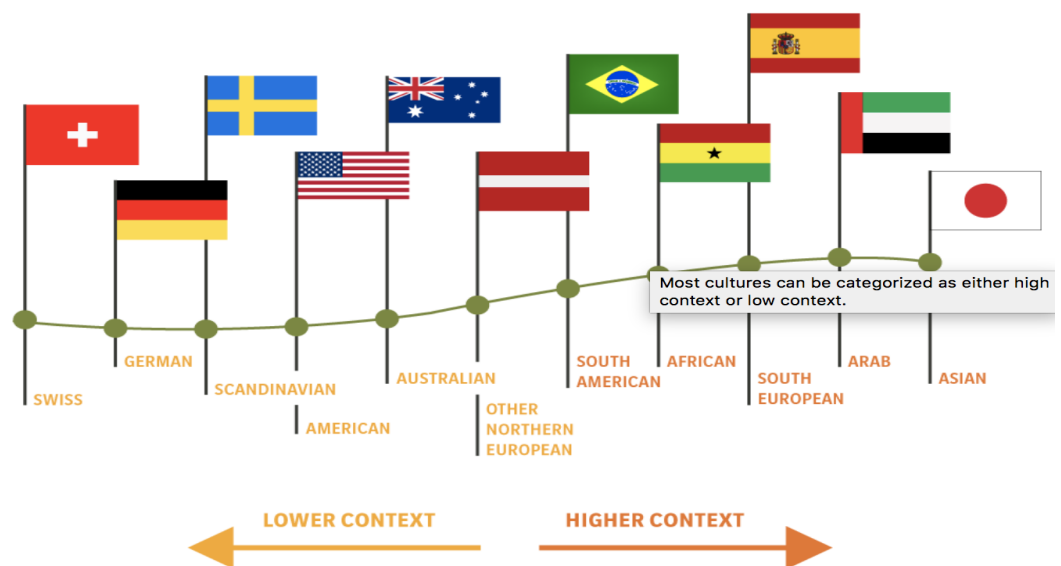 Most cultures can be categorized as either high
context or low context.
GERMAN
SWISS
SCANDINAVIAN
AMERICAN
AUSTRALIAN
OTHER
NORTHERN
EUROPEAN
SOUTH
AMERICAN
AFRICAN
SOUTH
EUROPEAN
ARAB
ASIAN
LOWER CONTEXT
HIGHER CONTEXT